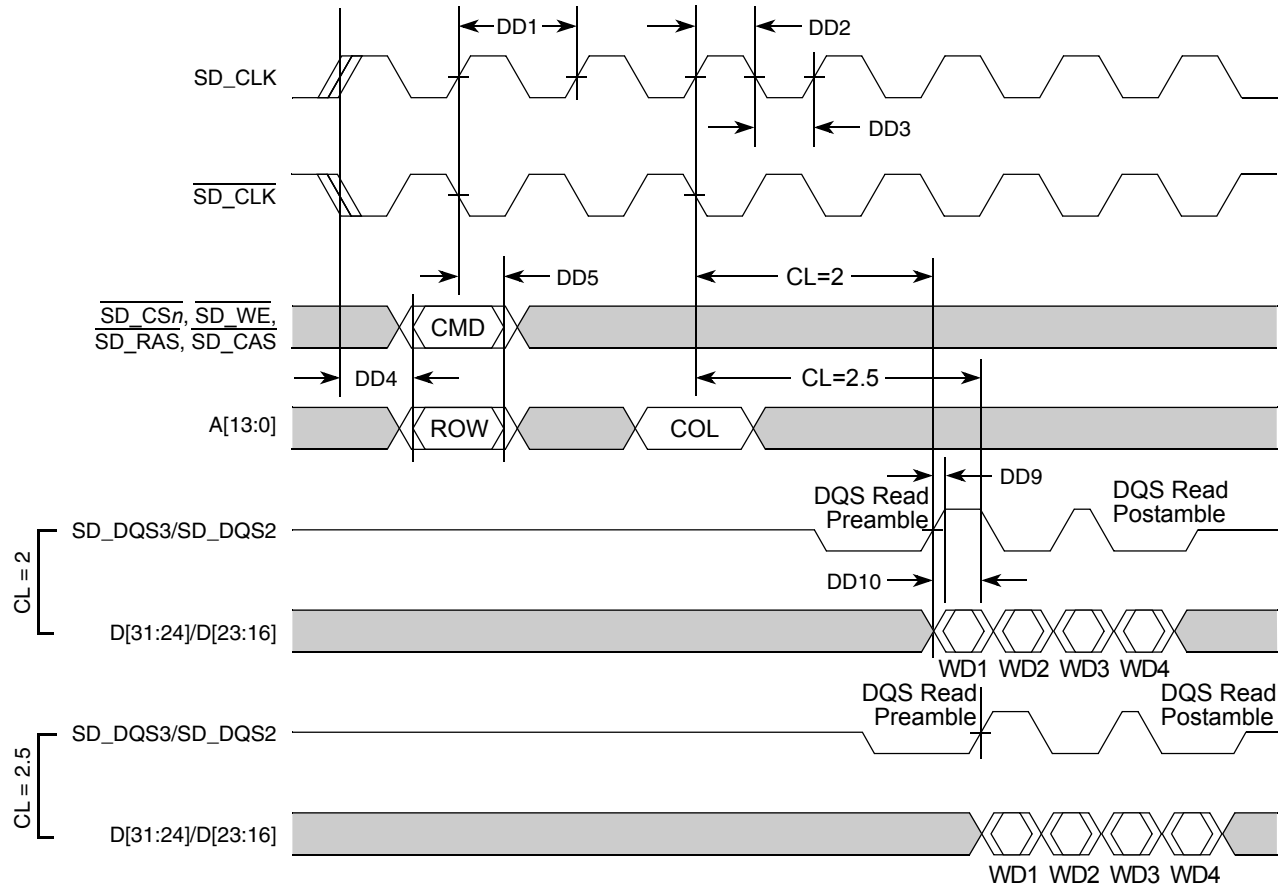 DD1
DD2
SD_CLK
DD3
SD_CLK
CL=2
DD5
SD_CSn, SD_WE,
SD_RAS, SD_CAS
CMD
DD4
CL=2.5
A[13:0]
ROW
COL
DD9
DQS Read
Preamble
DQS Read
Postamble
CL = 2
SD_DQS3/SD_DQS2
DD10
D[31:24]/D[23:16]
WD1 WD2 WD3 WD4
DQS Read
Preamble
DQS Read
Postamble
CL = 2.5
SD_DQS3/SD_DQS2
D[31:24]/D[23:16]
WD1 WD2 WD3 WD4